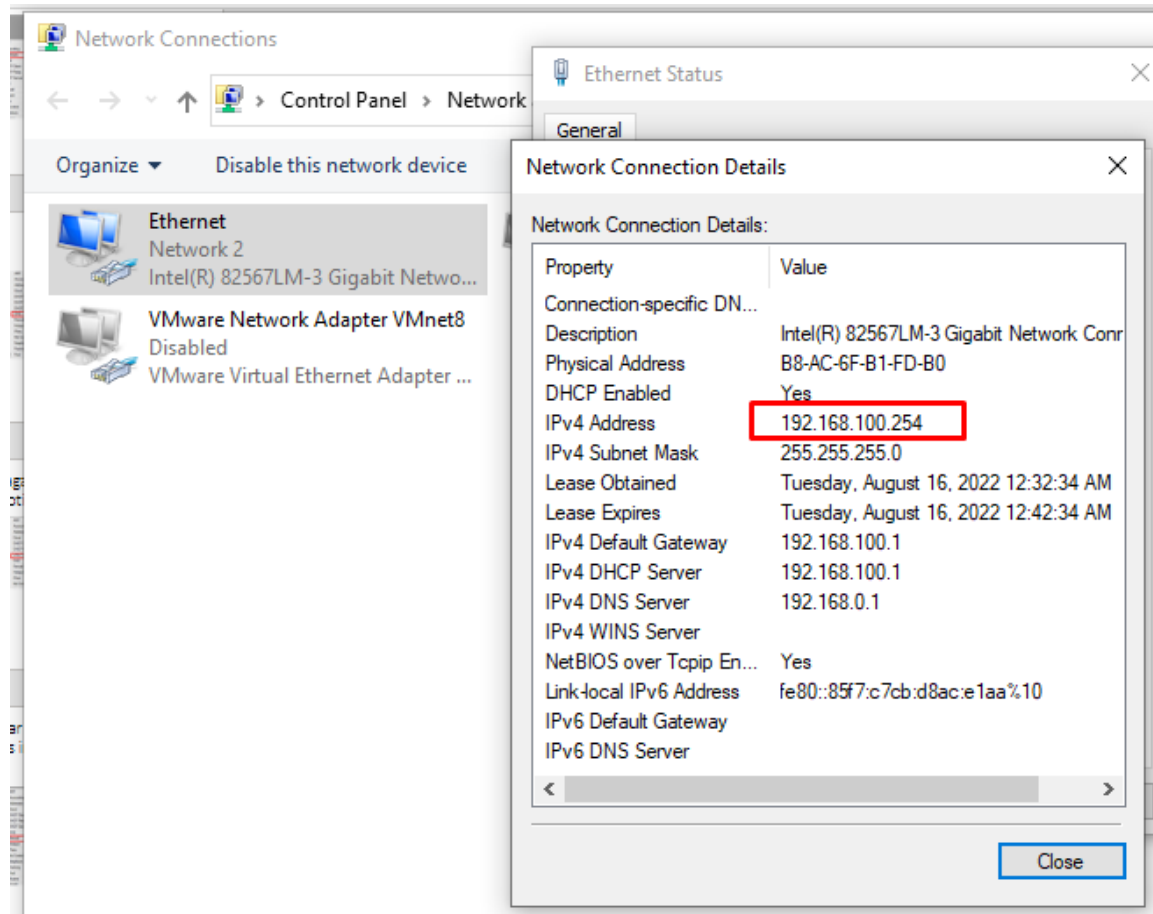 Network Connections
Control Panel > Network
Organize Disable this network device
Ethernet
Network 2
Intel(R) 82567LM-3 Gigabit Netwo...
VMware Network Adapter VMnet8
Disabled
VMware Virtual Ethernet Adapter ...
Ethernet Status
General
Network Connection Details
Network Connection Details:
Property Value
Connection-specific DN...
Description Intel(R) 82567LM-3 Gigabit Network Conr
Physical Address B8-AC-6F-B1-FD-B0
DHCP Enabled Yes
IPv4 Address 192.168.100.254
IPv4 Subnet Mask 255.255.255.0
Lease Obtained Tuesday, August 16, 2022 12:32:34 AM
Lease Expires Tuesday, August 16, 2022 12:42:34 AM
IPv4 Default Gateway 192.168.100.1
IPv4 DHCP Server 192.168.100.1
IPv4 DNS Server 192.168.0.1
IPv4 WINS Server
NetBIOS over Tcpip En... Yes
Link-local IPv6 Address fe80::85f7:c7cb:d8ac:e1aa%10
IPv6 Default Gateway
IPv6 DNS Server
Close